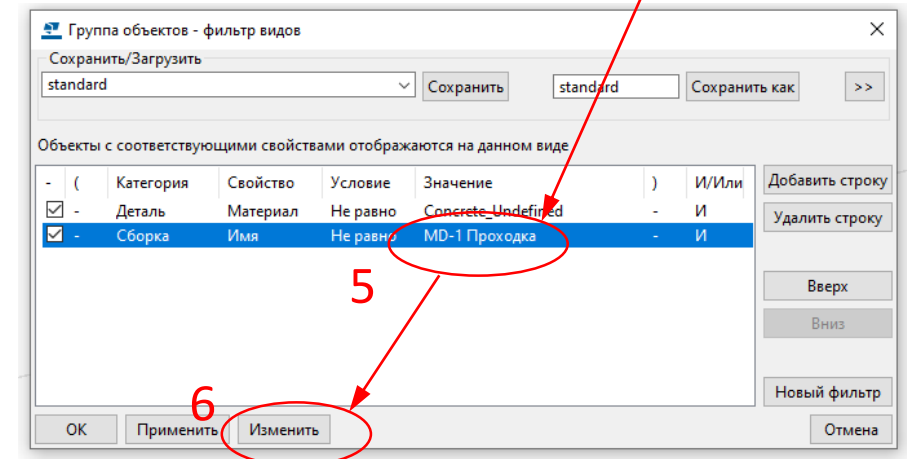 Группа объектов - фильтр видов
Сохранить/Загрузить
standard Сохранить standard Сохранить как >>
Объекты с соответствующими свойствами отображаются на данном виде
- ( Категория Свойство Условие Значение ) И/Или Добавить строку
- Деталь Материал Не равно Concrete_Undefined - И
Удалить строку
- Сборка Имя Не равно MD-1 Проходка - И
5
Вверх
Вниз
Новый фильтр
6
ОК Применить Изменить Отмена